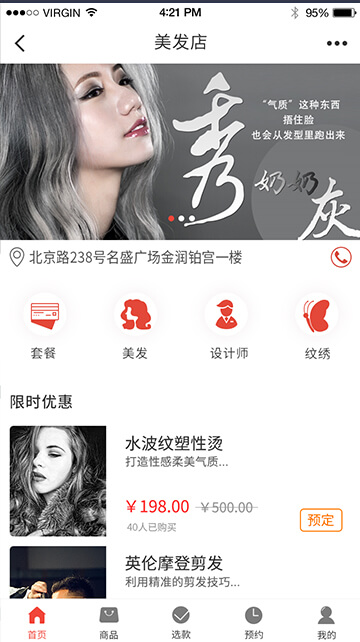 ●●●○○ VIRGIN 4:21 PM 95%
美发店
秀
“气质”这种东西
捂住脸
也会从发型里跑出来
奶奶灰
北京路238号名盛广场金润铂宫一楼
套餐 美发 设计师 纹绣
限时优惠
水波纹塑性烫
打造性感柔美气质...
￥198.00 ￥500.00
40人已购买
预定
英伦摩登剪发
利用精准的剪发技巧...
首页 商品 选款 预约 我的